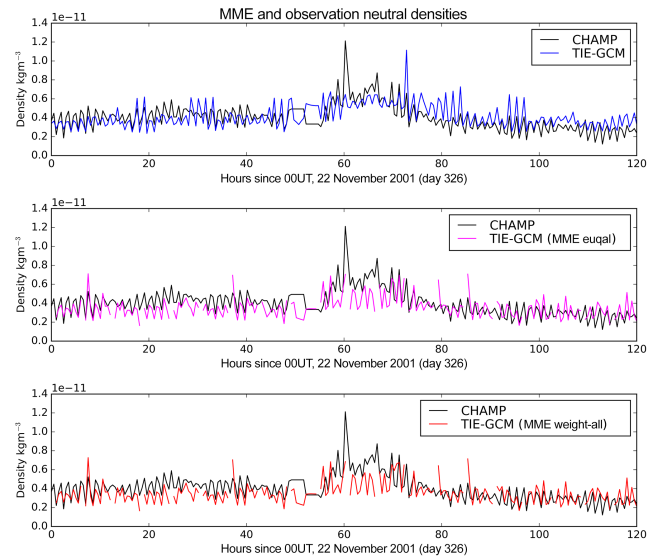 MME and observation neutral densities
1e−11
1.4
1.2
1.0
0.8
0.6
0.4
0.2
0.0
Density kgm⁻³
CHAMP
TIE-GCM
0 20 40 60 80 100 120
Hours since 00UT, 22 November 2001 (day 326)
1e−11
1.4
1.2
1.0
0.8
0.6
0.4
0.2
0.0
Density kgm⁻³
CHAMP
TIE-GCM (MME euqal)
0 20 40 60 80 100 120
Hours since 00UT, 22 November 2001 (day 326)
1e−11
1.4
1.2
1.0
0.8
0.6
0.4
0.2
0.0
Density kgm⁻³
CHAMP
TIE-GCM (MME weight-all)
0 20 40 60 80 100 120
Hours since 00UT, 22 November 2001 (day 326)